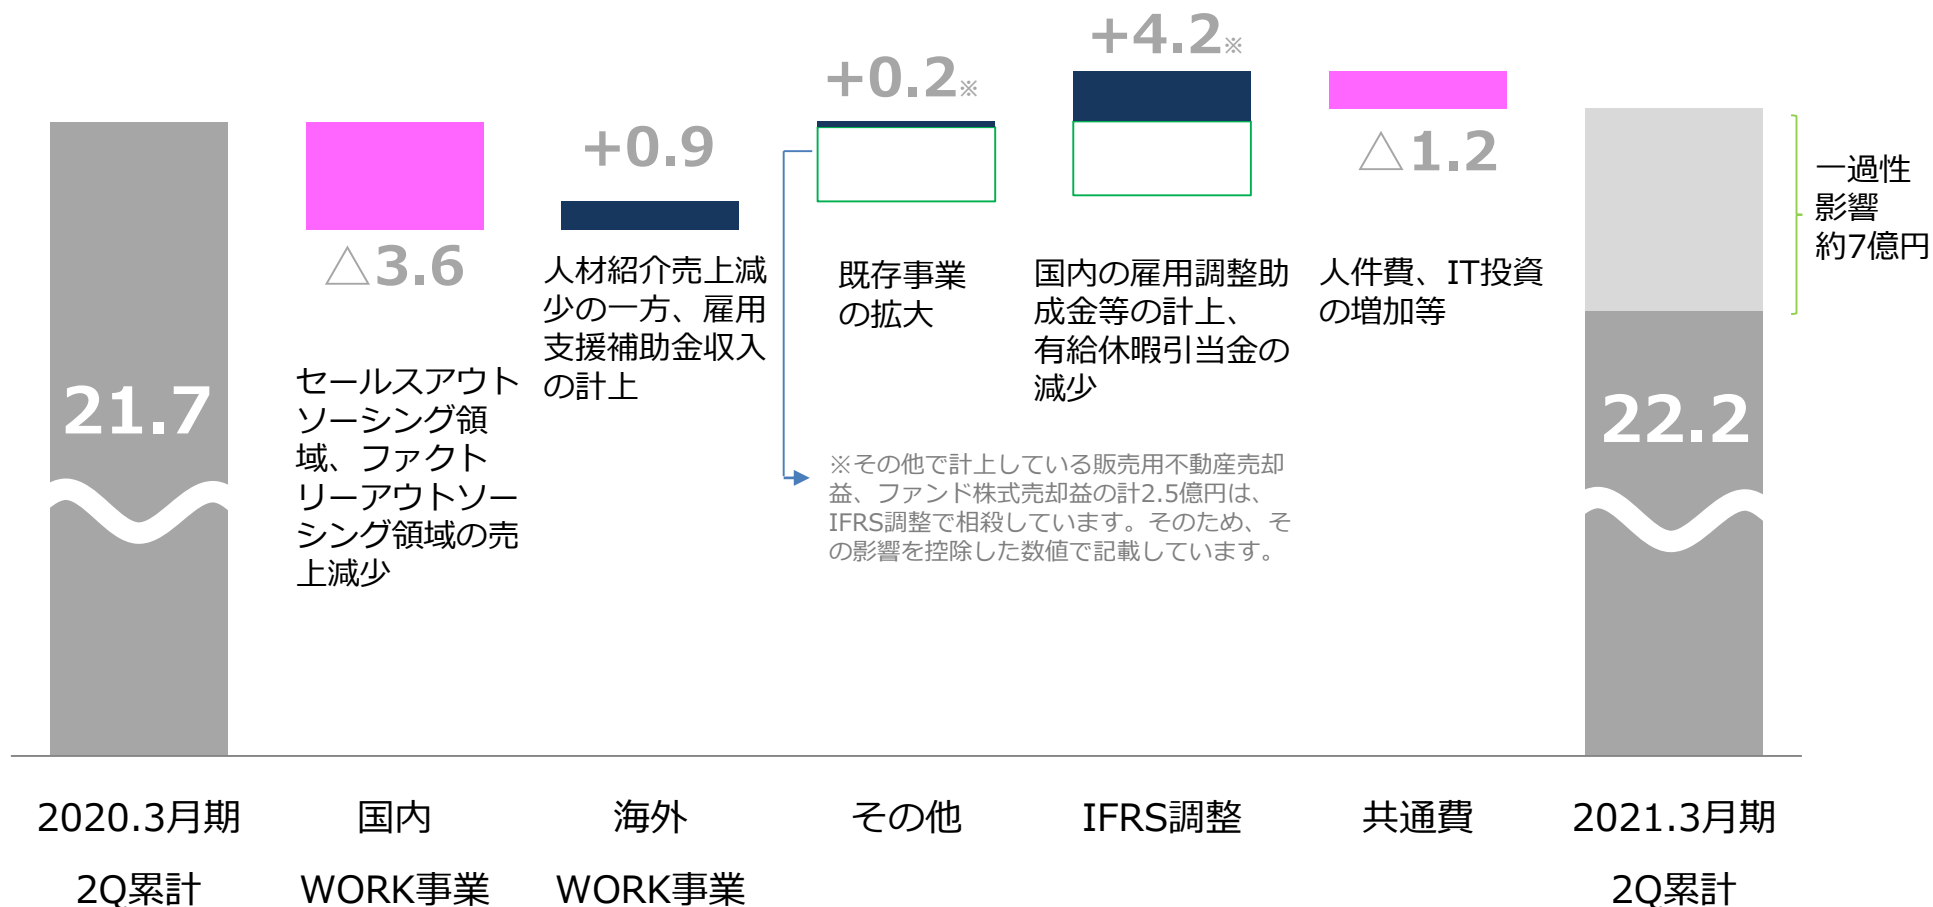 +4.2※
+0.2※
+0.9
△3.6
△1.2
一過性
影響
約7億円
人材紹介売上減
少の一方、雇用
支援補助金収入
の計上
既存事業
の拡大
国内の雇用調整助
成金等の計上、
有給休暇引当金の
減少
人件費、IT投資
の増加等
セールスアウト
ソーシング領
域、ファクト
リーアウトソー
シング領域の売
上減少
21.7
22.2
※その他で計上している販売用不動産売却
益、ファンド株式売却益の計2.5億円は、
IFRS調整で相殺しています。そのため、そ
の影響を控除した数値で記載しています。
2020.3月期
2Q累計
国内
WORK事業
海外
WORK事業
その他
IFRS調整
共通費
2021.3月期
2Q累計